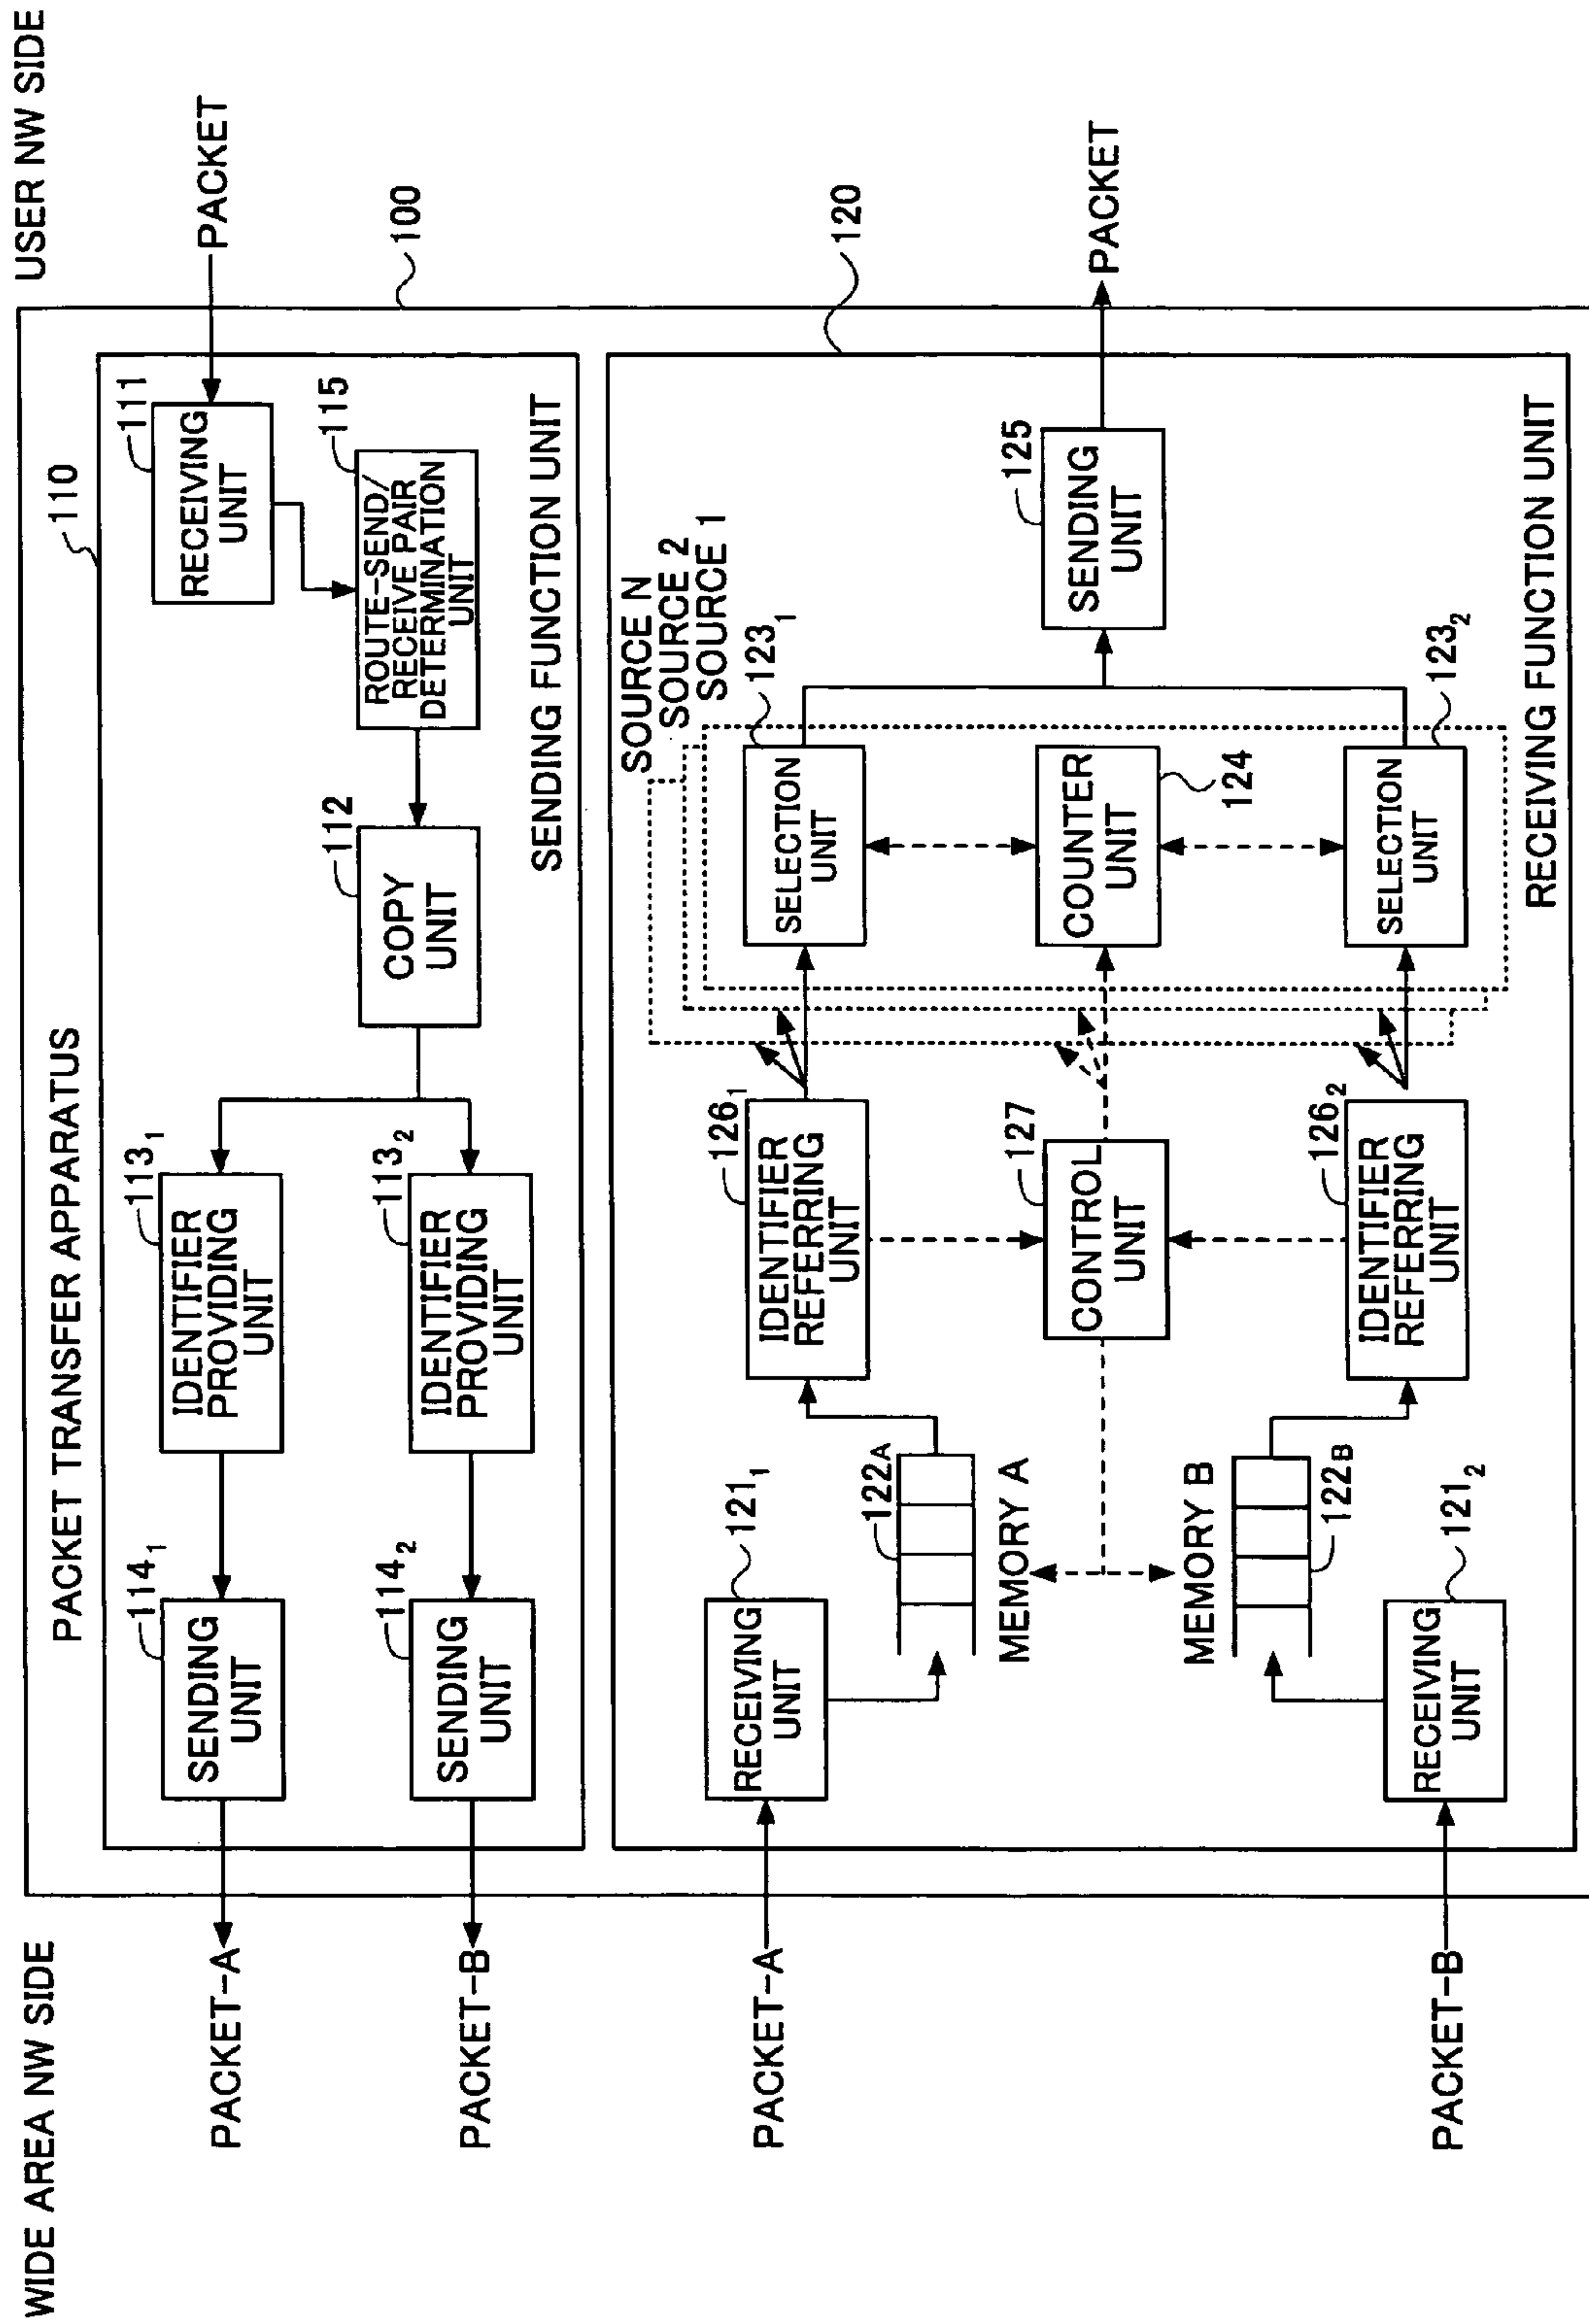 WIDE AREA NW SIDE
USER NW SIDE
PACKET TRANSFER APPARATUS
100
110
PACKET
111
RECEIVING
UNIT
115
ROUTE-SEND/
RECEIVE PAIR
DETERMINATION
UNIT
112
COPY
UNIT
113₁
IDENTIFIER
PROVIDING
UNIT
113₂
IDENTIFIER
PROVIDING
UNIT
114₁
SENDING
UNIT
114₂
SENDING
UNIT
PACKET-A
PACKET-B
SENDING FUNCTION UNIT
120
PACKET-A
121₁
RECEIVING
UNIT
122A
MEMORY A
MEMORY B
122B
PACKET-B
121₂
RECEIVING
UNIT
126₁
IDENTIFIER
REFERRING
UNIT
127
CONTROL
UNIT
126₂
IDENTIFIER
REFERRING
UNIT
SOURCE N
SOURCE 2
SOURCE 1
123₁
SELECTION
UNIT
COUNTER
UNIT
124
123₂
SELECTION
UNIT
125
SENDING
UNIT
PACKET
RECEIVING FUNCTION UNIT